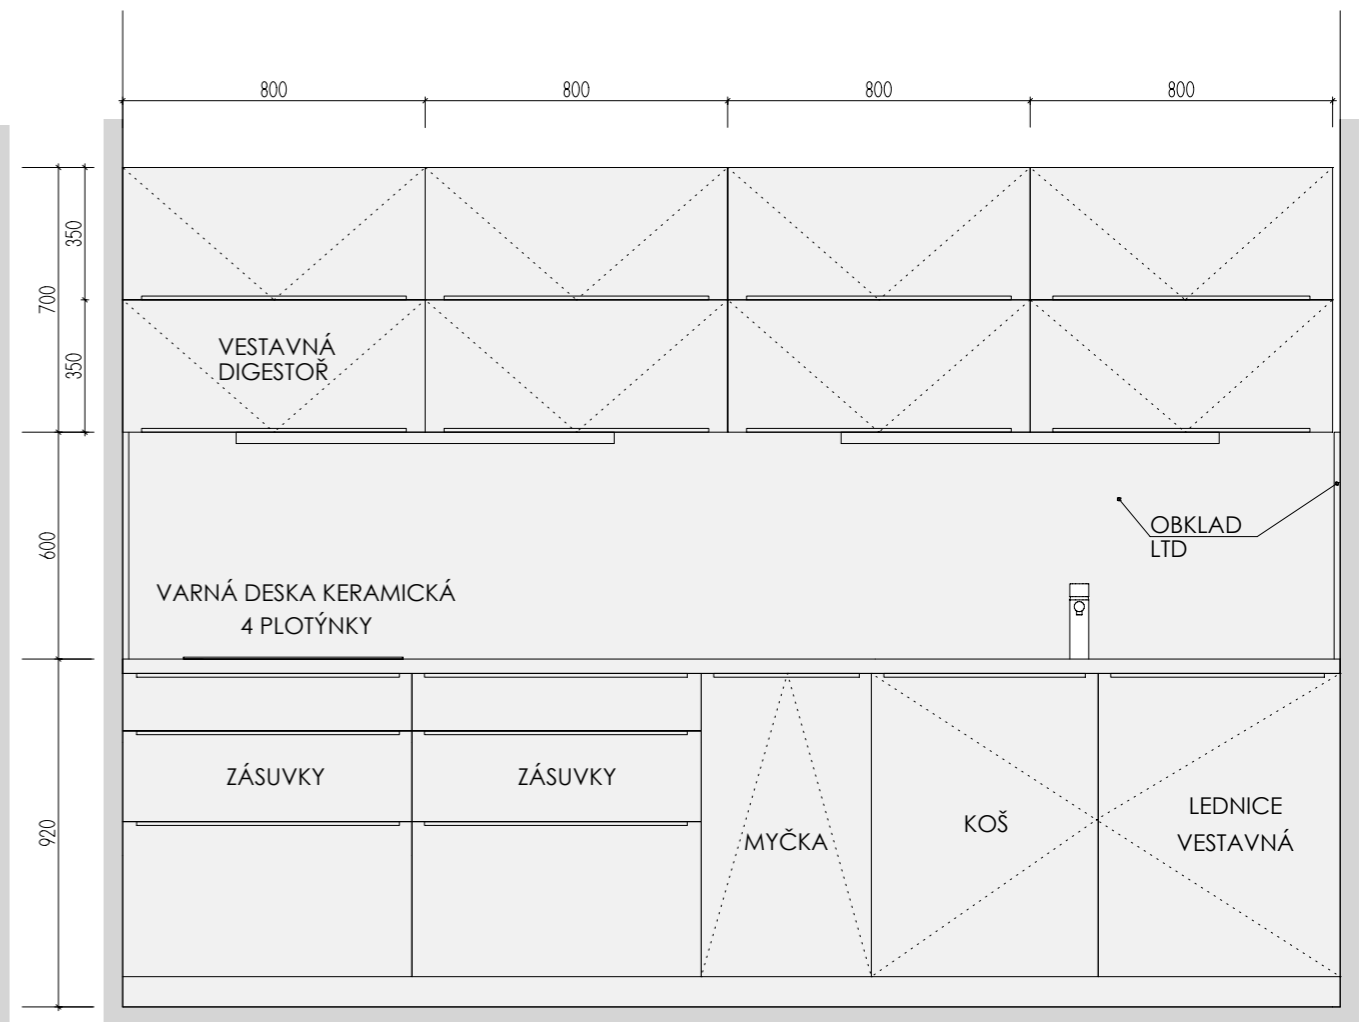 800
800
800
800
350
700
350
VESTAVNÁ
DIGESTOŘ
600
OBKLAD
LTD
VARNÁ DESKA KERAMICKÁ
4 PLOTÝNKY
920
ZÁSUVKY
ZÁSUVKY
MYČKA
KOŠ
LEDNICE
VESTAVNÁ